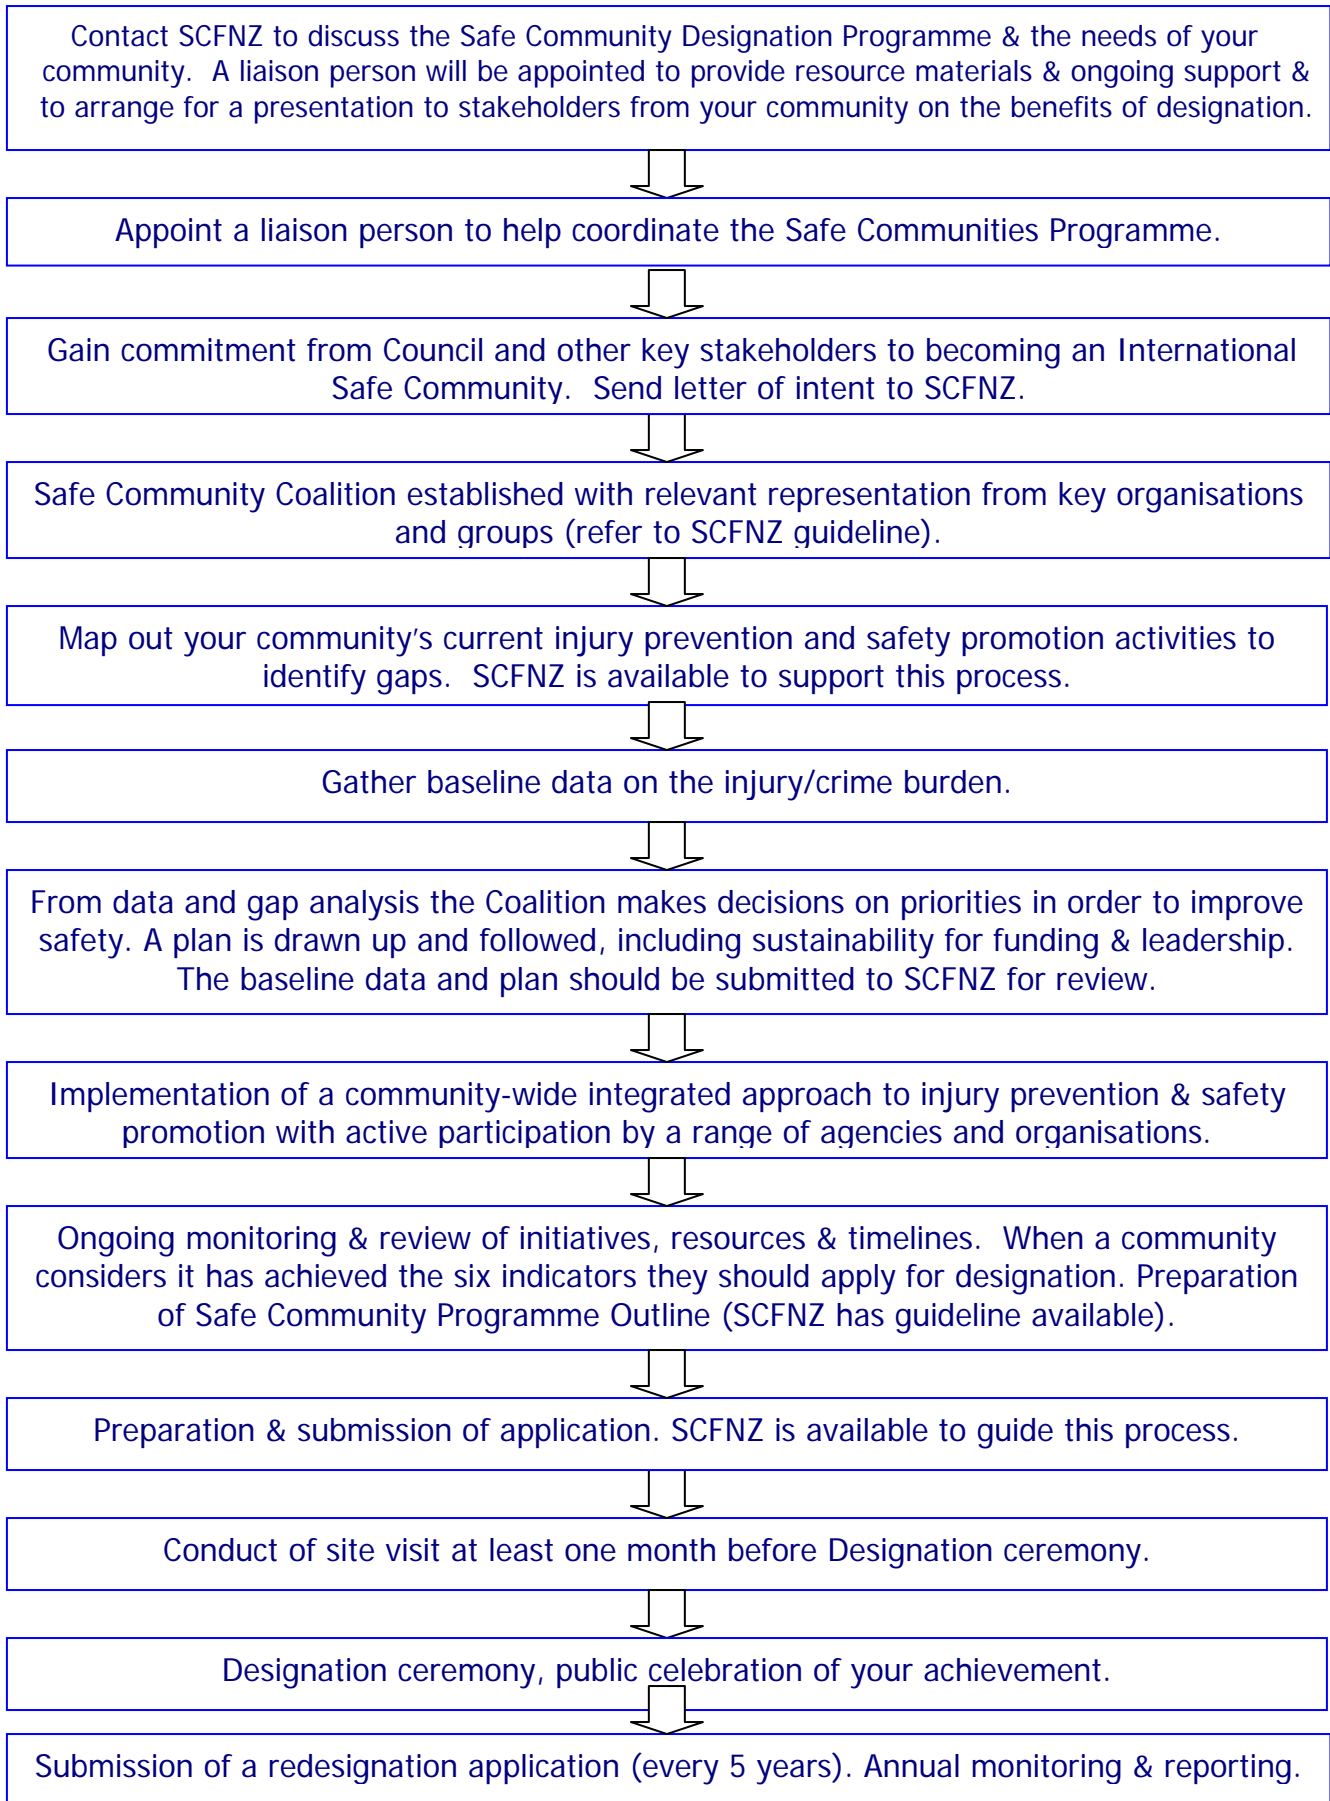 Contact SCFNZ to discuss the Safe Community Designation Programme & the needs of your
community. A liaison person will be appointed to provide resource materials & ongoing support &
to arrange for a presentation to stakeholders from your community on the benefits of designation.
Appoint a liaison person to help coordinate the Safe Communities Programme.
Gain commitment from Council and other key stakeholders to becoming an International
Safe Community. Send letter of intent to SCFNZ.
Safe Community Coalition established with relevant representation from key organisations
and groups (refer to SCFNZ guideline).
Map out your community's current injury prevention and safety promotion activities to
identify gaps. SCFNZ is available to support this process.
Gather baseline data on the injury/crime burden.
From data and gap analysis the Coalition makes decisions on priorities in order to improve
safety. A plan is drawn up and followed, including sustainability for funding & leadership.
The baseline data and plan should be submitted to SCFNZ for review.
Implementation of a community-wide integrated approach to injury prevention & safety
promotion with active participation by a range of agencies and organisations.
Ongoing monitoring & review of initiatives, resources & timelines. When a community
considers it has achieved the six indicators they should apply for designation. Preparation
of Safe Community Programme Outline (SCFNZ has guideline available).
Preparation & submission of application. SCFNZ is available to guide this process.
Conduct of site visit at least one month before Designation ceremony.
Designation ceremony, public celebration of your achievement.
Submission of a redesignation application (every 5 years). Annual monitoring & reporting.